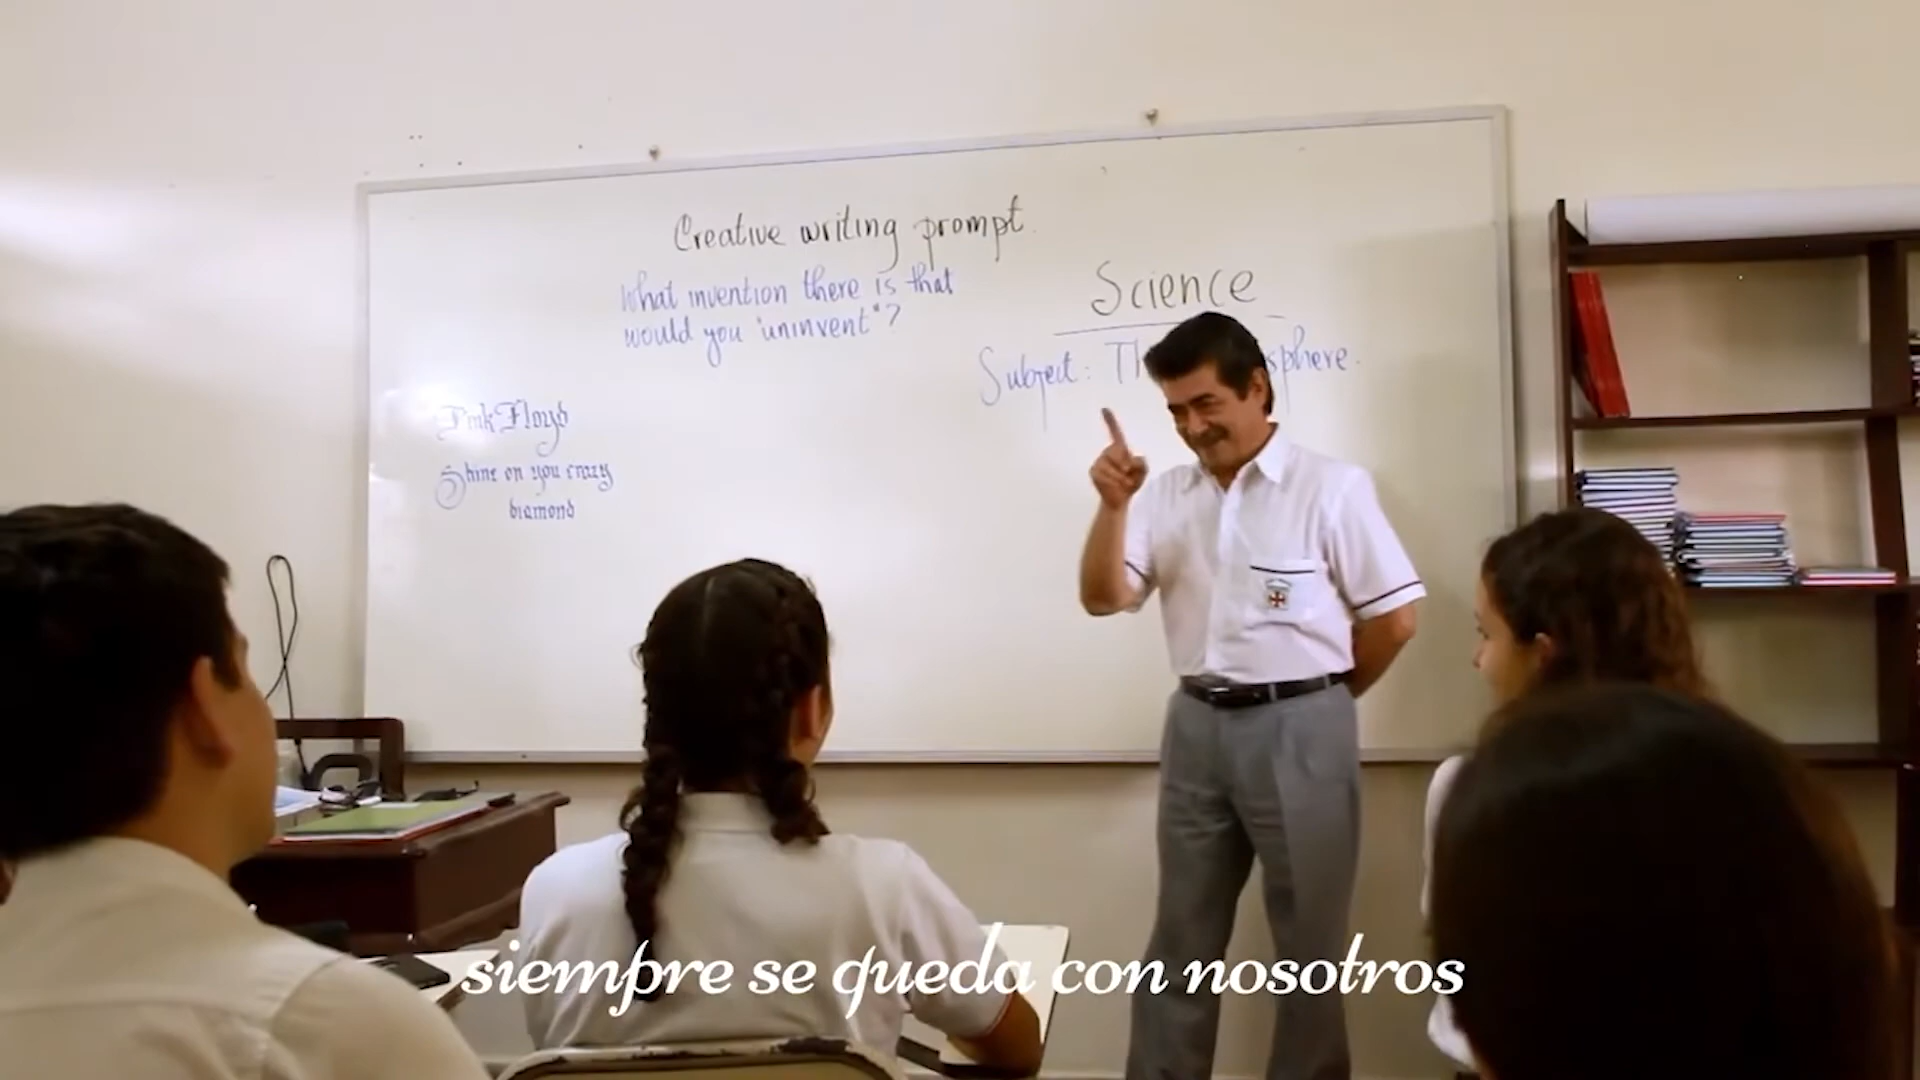 Creative writing prompt.
What invention there is that
would you "uninvent"?
Science
Subject: Th sphere.
Pink Floyd
Shine on you crazy
diamond
siempre se queda con nosotros